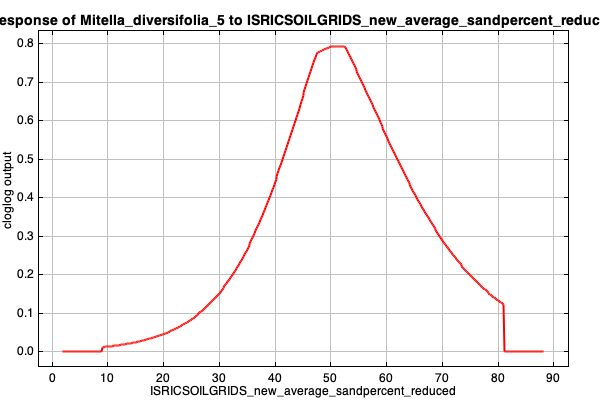 esponse of Mitella_diversifolia_5 to ISRICSOILGRIDS_new_average_sandpercent_reduc
0.8
0.7
0.6
0.5
0.4
0.3
0.2
0.1
0.0
cloglog output
0 10 20 30 40 50 60 70 80 90
ISRICSOILGRIDS_new_average_sandpercent_reduced